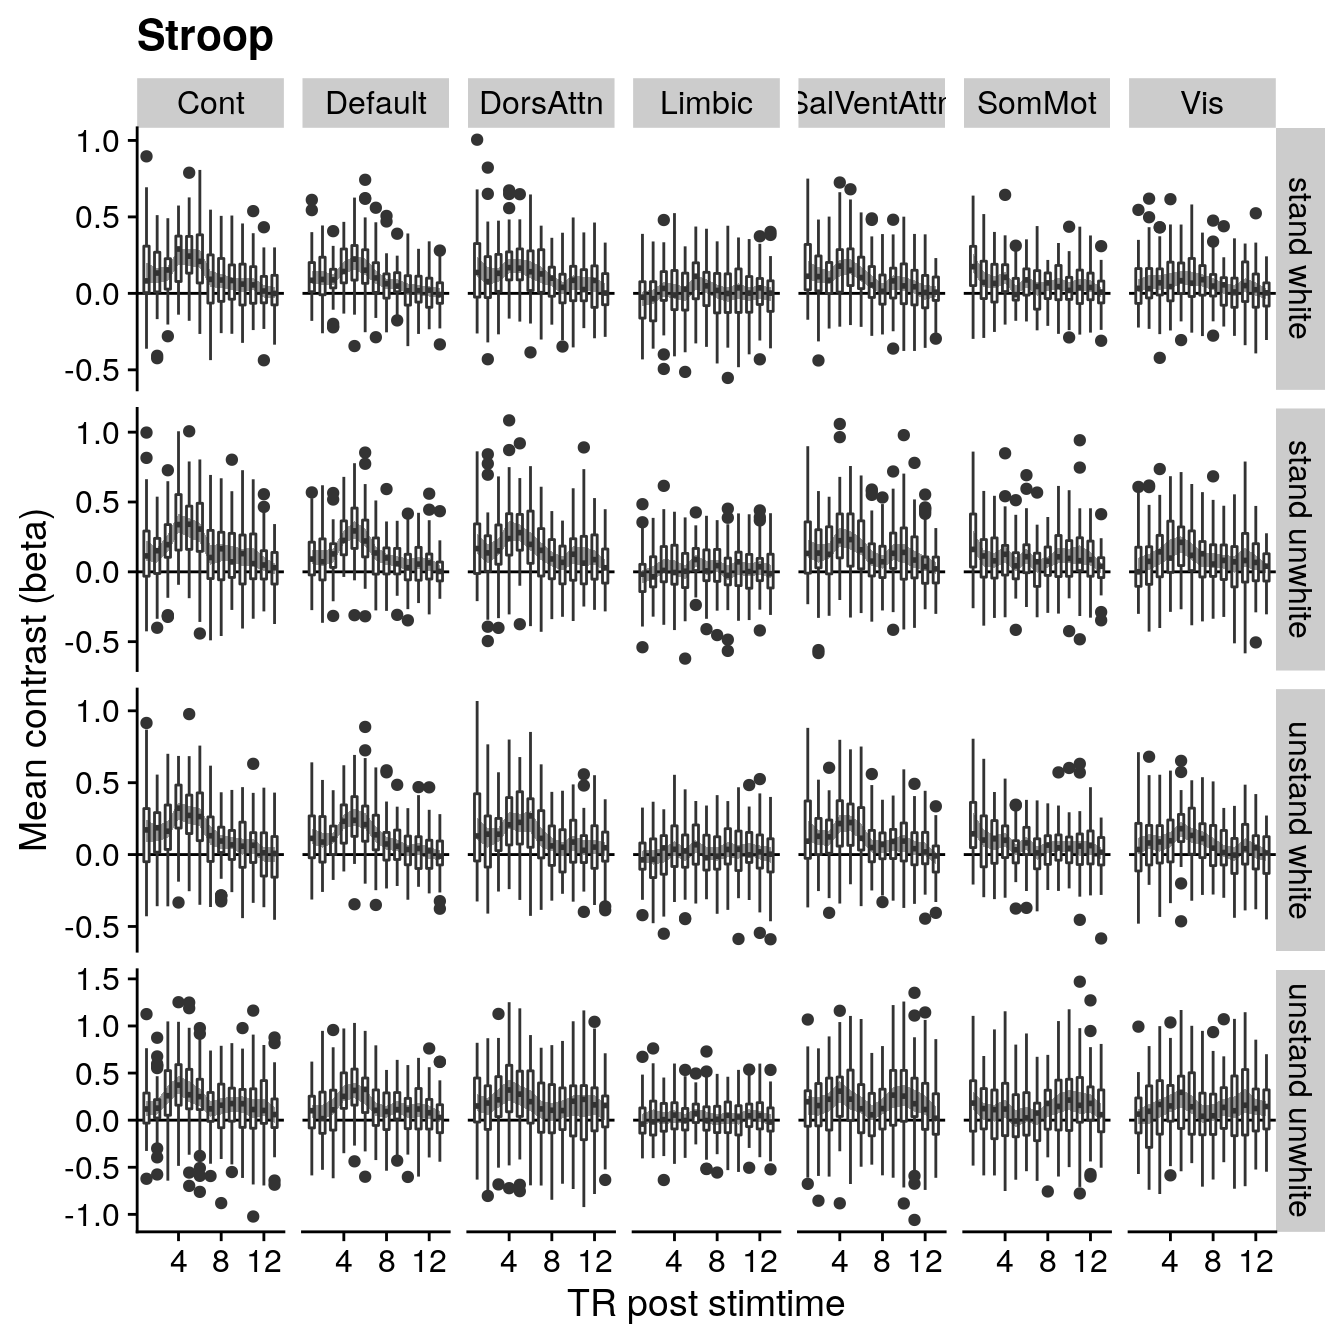 Stroop
Cont Default DorsAttn Limbic SalVentAttn SomMot Vis
Mean contrast (beta)
1.0
0.5
0.0
-0.5
stand white
1.0
0.5
0.0
-0.5
stand unwhite
1.0
0.5
0.0
-0.5
unstand white
1.5
1.0
0.5
0.0
-0.5
-1.0
unstand unwhite
4 8 12 4 8 12 4 8 12 4 8 12 4 8 12 4 8 12 4 8 12
TR post stimtime